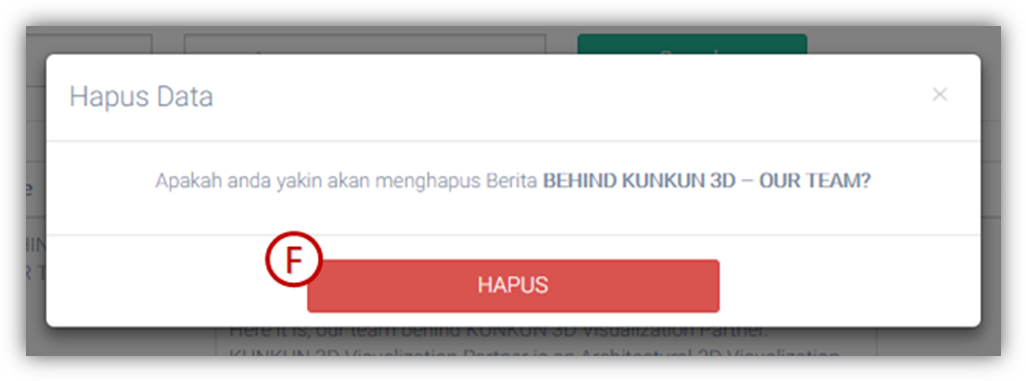 Hapus Data
×
Apakah anda yakin akan menghapus Berita BEHIND KUNKUN 3D – OUR TEAM?
F
HAPUS
Here it is, our team behind KUNKUN 3D Visualization Partner.
KUNKUN 3D Visualization Partner is an Architectural 3D Visualization